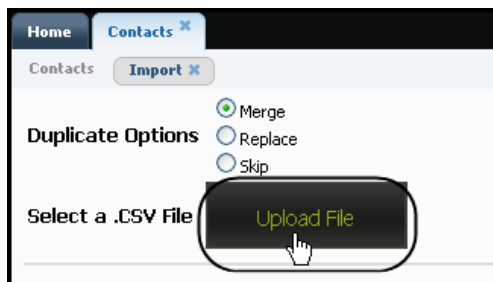 Home Contacts
Contacts Import
Duplicate Options
Merge
Replace
Skip
Select a .CSV File Upload File